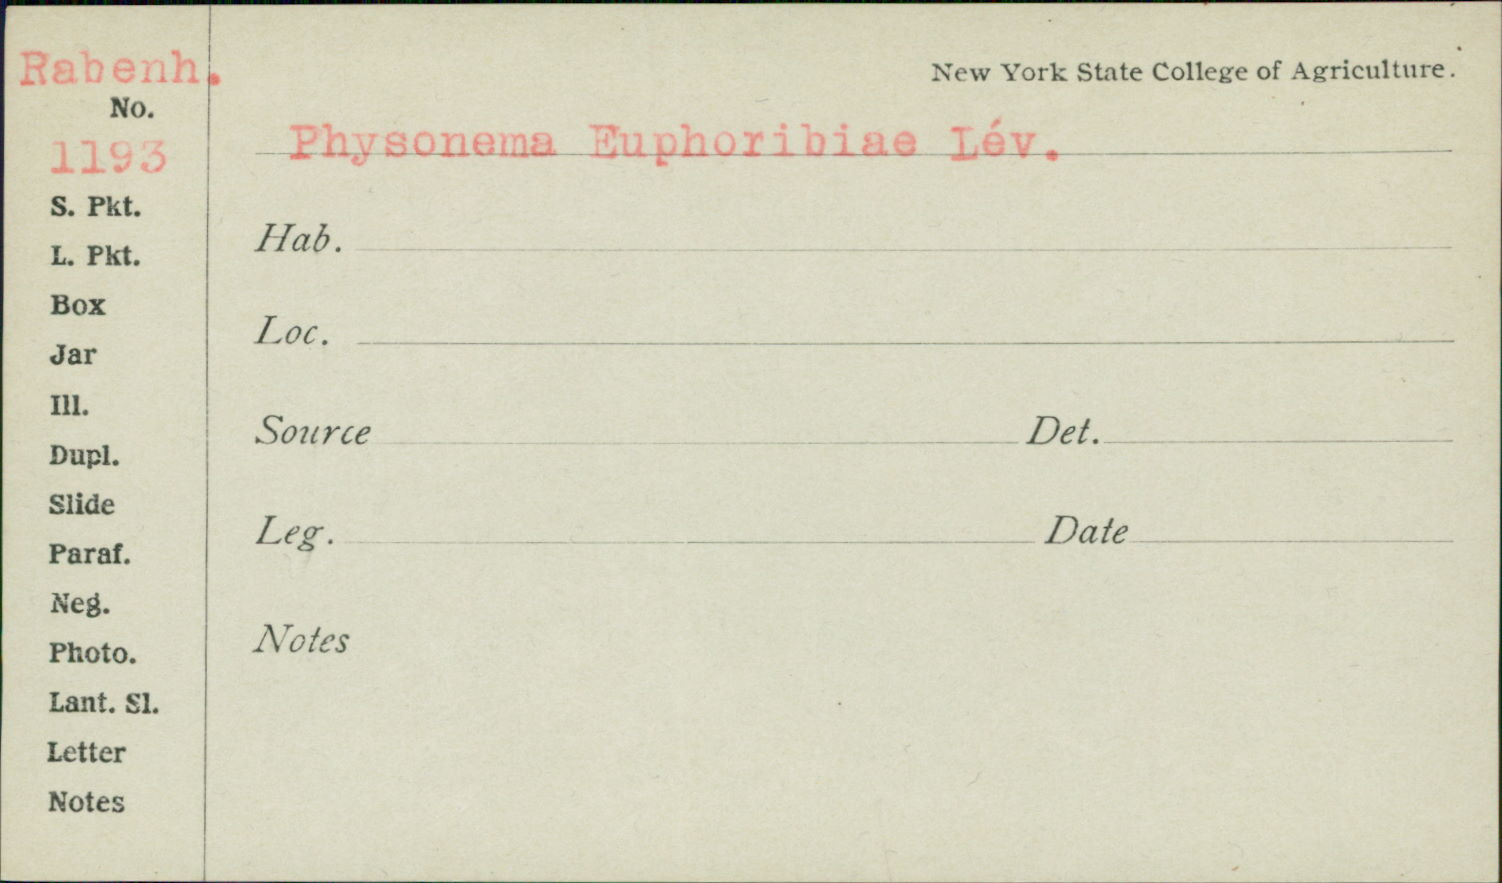 Rabenh.
No.
1193
S. Pkt.
L. Pkt.
Box
Jar
Ill.
Dupl.
Slide
Paraf.
Neg.
Photo.
Lant. Sl.
Letter
Notes
New York State College of Agriculture.
Physonema Euphoribiae Lév.
Hab.
Loc.
Source Det.
Leg. Date
Notes